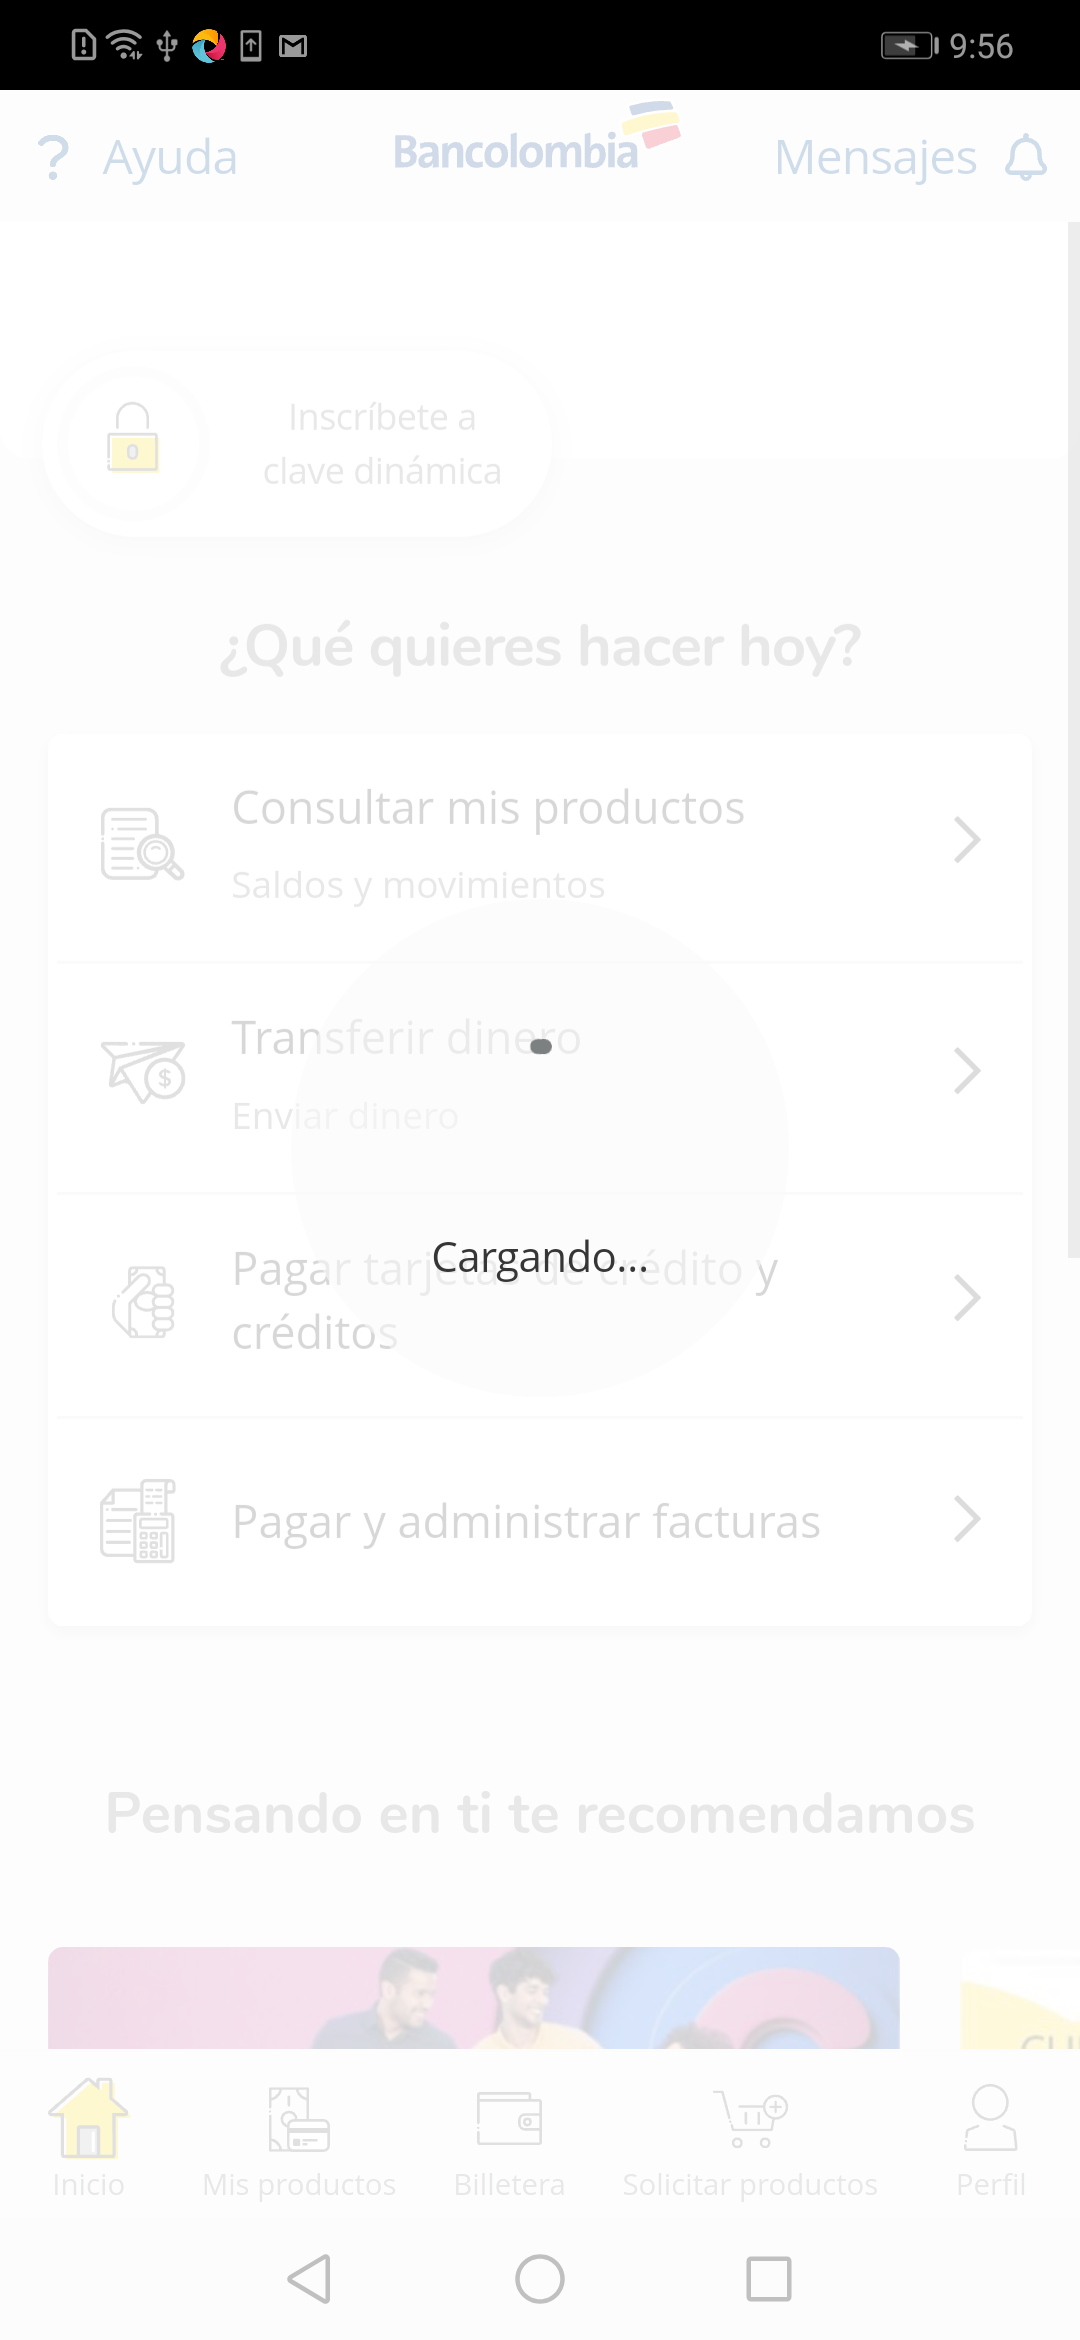 9:56
? Ayuda
Bancolombia
Mensajes
Inscríbete a
clave dinámica
¿Qué quieres hacer hoy?
Consultar mis productos
Saldos y movimientos
Transferir dinero
Enviar dinero
Cargando...
Pagar tarjetas de crédito y
créditos
Pagar y administrar facturas
Pensando en ti te recomendamos
Inicio
Mis productos
Billetera
Solicitar productos
Perfil